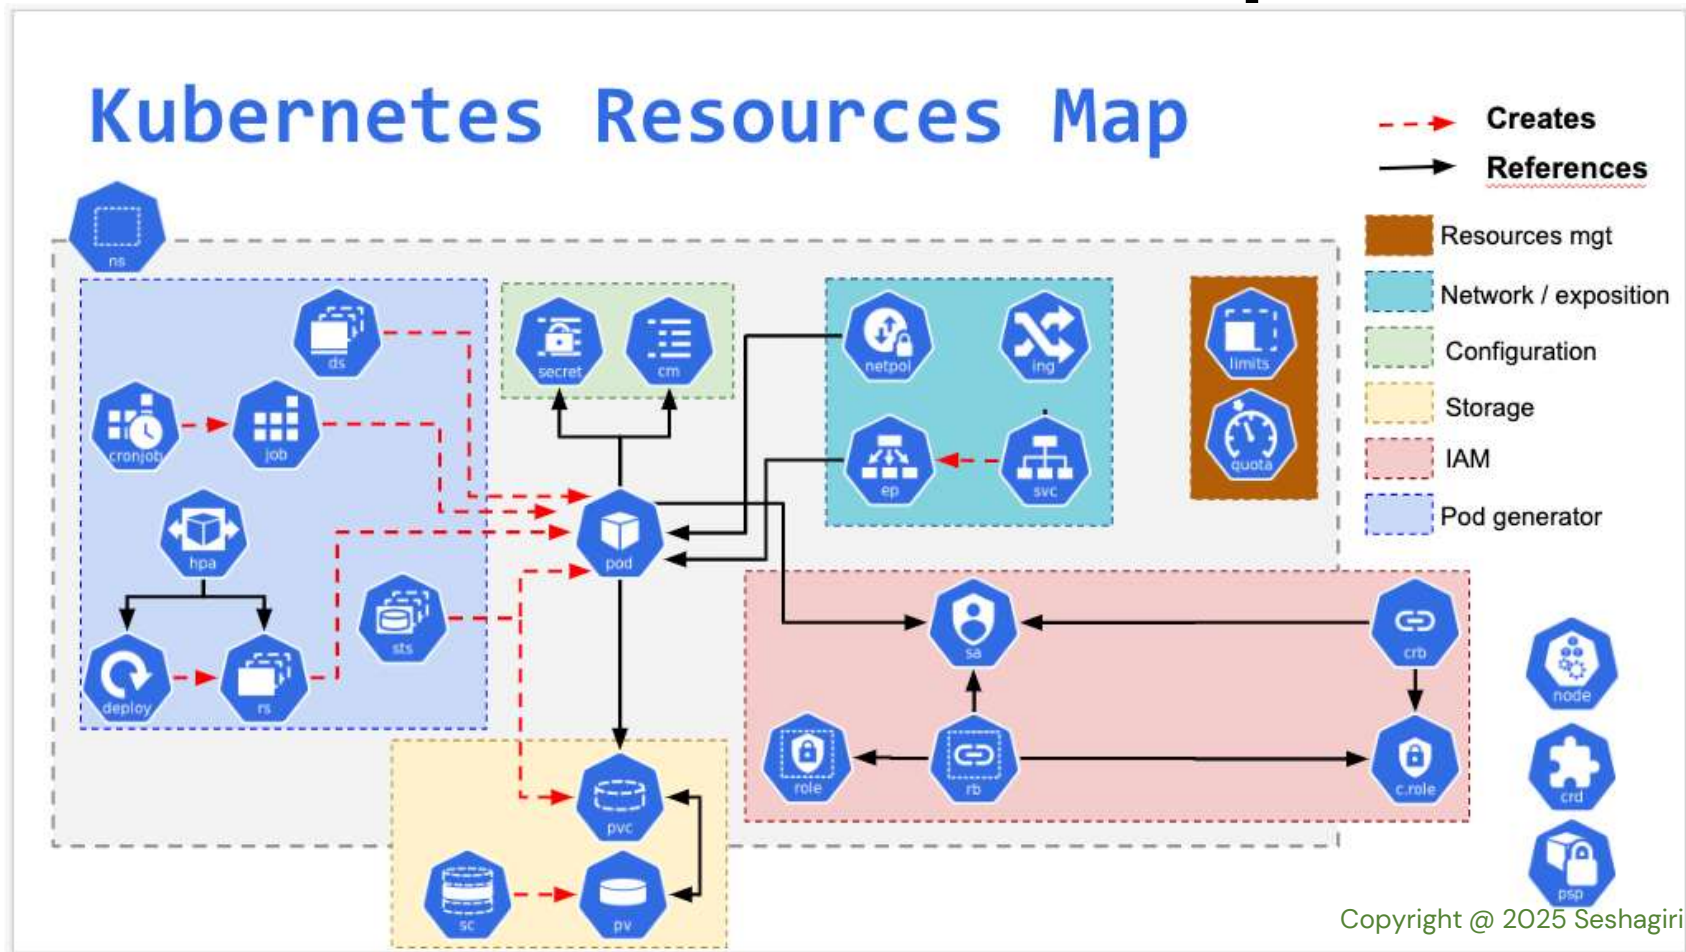 Kubernetes Resources Map
Creates
References
Resources mgt
Network / exposition
Configuration
Storage
IAM
Pod generator
ns
ds
cronjob
job
hpa
deploy
rs
sts
secret
cm
pod
netpol
ing
ep
svc
limits
quota
sa
crb
role
rb
c.role
pvc
sc
pv
node
crd
psp
Copyright @ 2025 Seshagiri